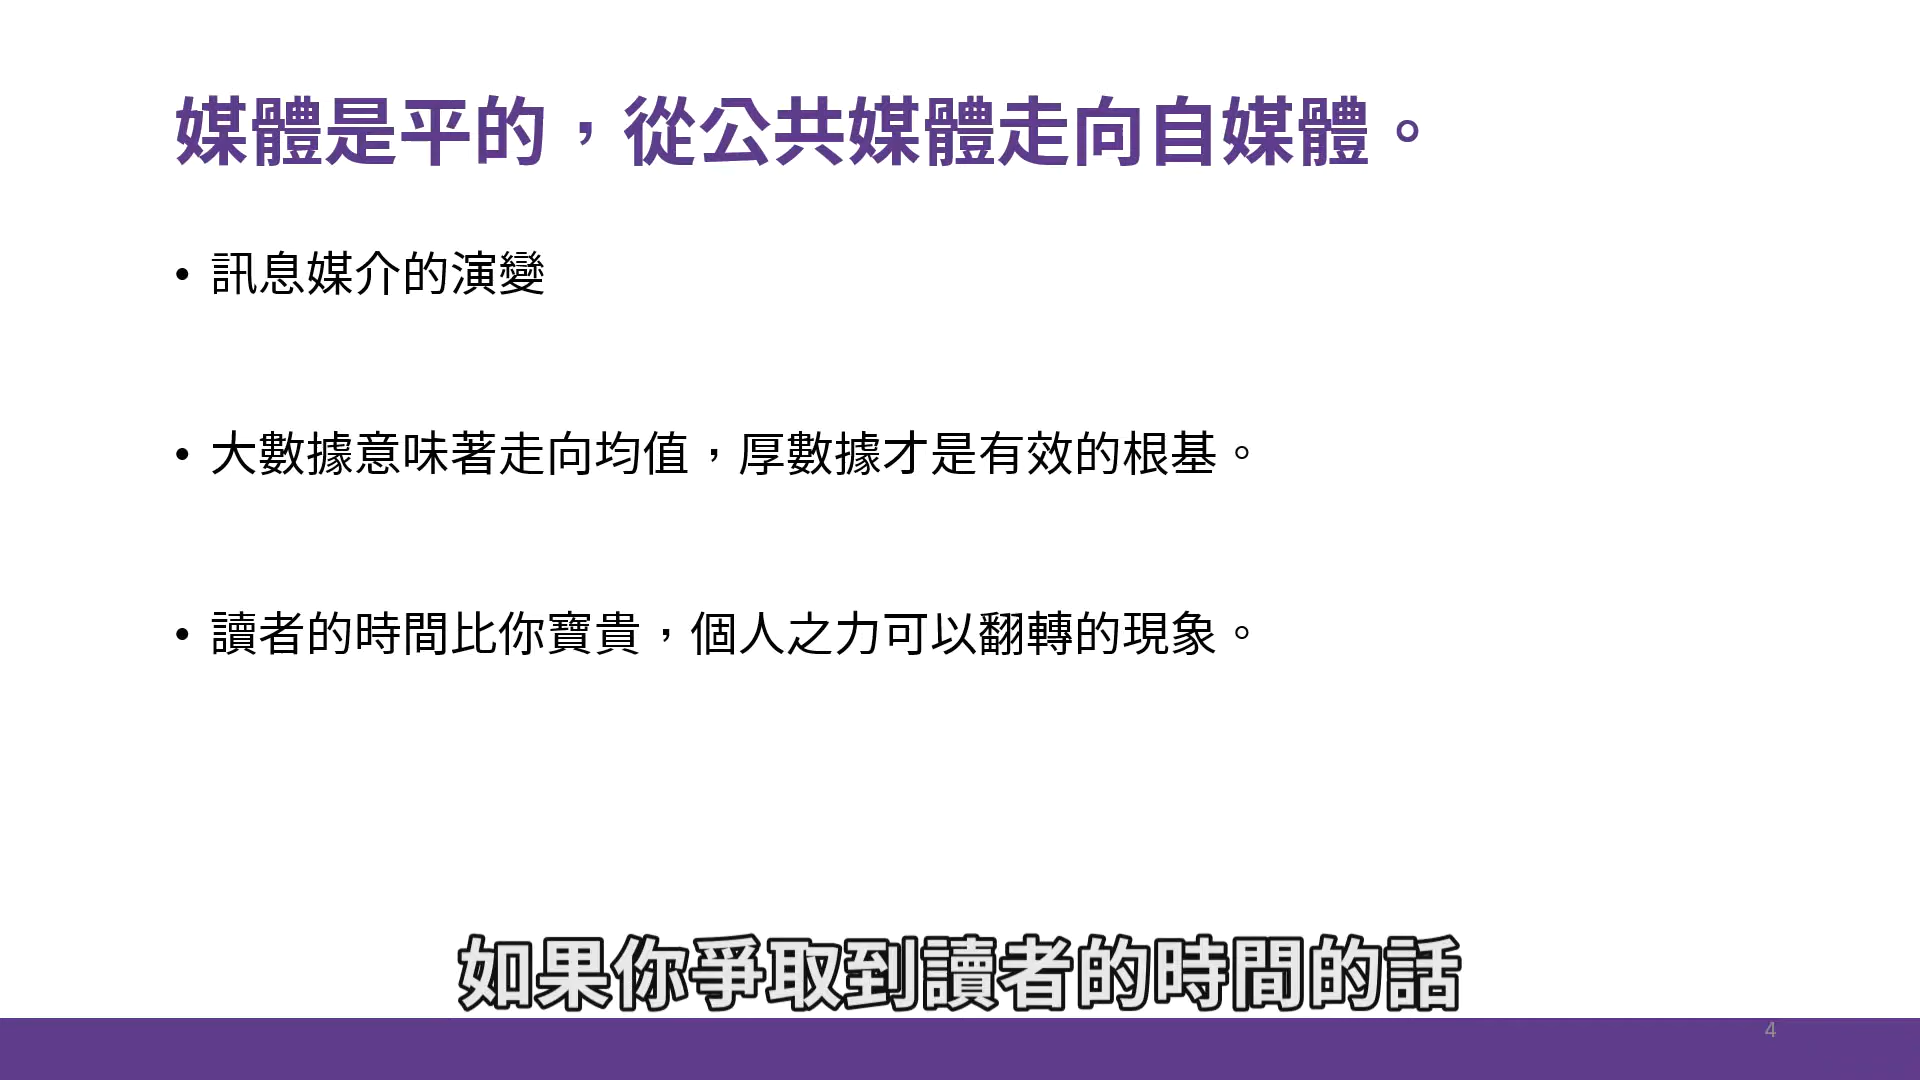 媒體是平的，從公共媒體走向自媒體。
• 訊息媒介的演變
• 大數據意味著走向均值，厚數據才是有效的根基。
• 讀者的時間比你寶貴，個人之力可以翻轉的現象。
如果你爭取到讀者的時間的話
4